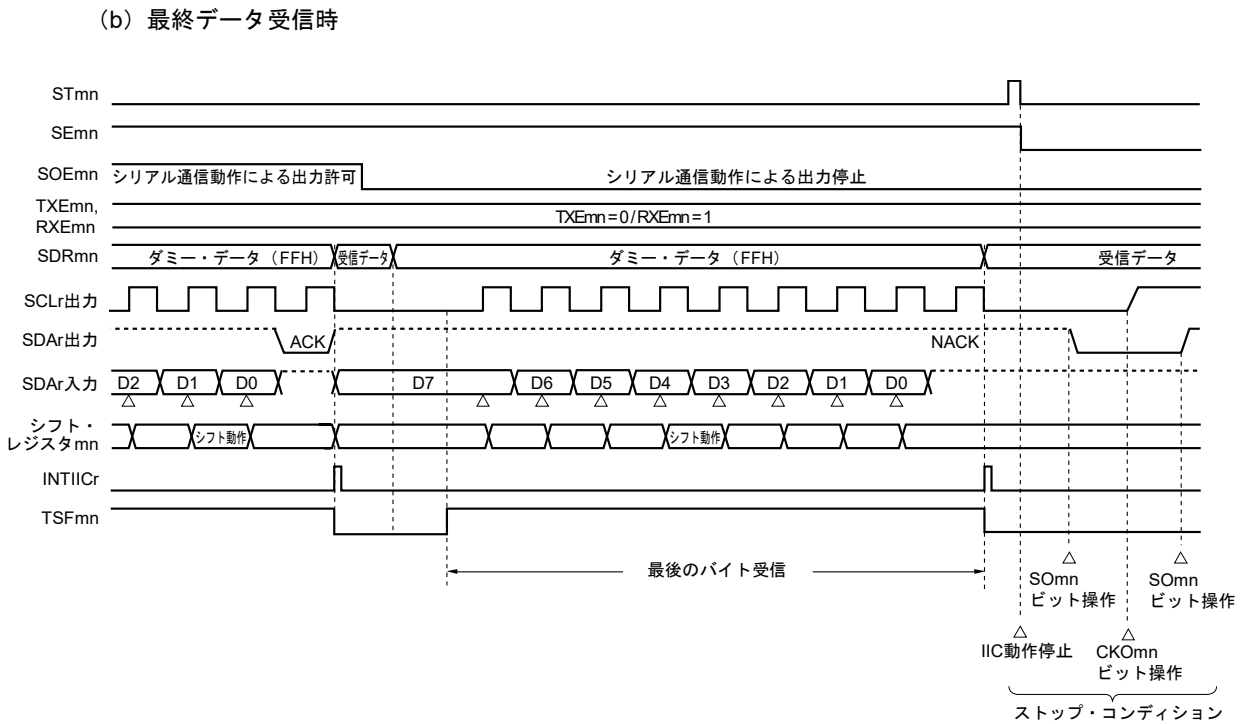 （b）最終データ受信時
STmn
SEmn
SOEmn シリアル通信動作による出力許可 シリアル通信動作による出力停止
TXEmn,
RXEmn
TXEmn=0/RXEmn=1
SDRmn ダミー・データ（FFH） 受信データ ダミー・データ（FFH） 受信データ
SCLr出力
SDAr出力 ACK NACK
SDAr入力 D2 D1 D0 D7 D6 D5 D4 D3 D2 D1 D0
シフト・
レジスタmn シフト動作 シフト動作
INTIICr
TSFmn
最後のバイト受信
SOmn
ビット操作
SOmn
ビット操作
IIC動作停止
CKOmn
ビット操作
ストップ・コンディション